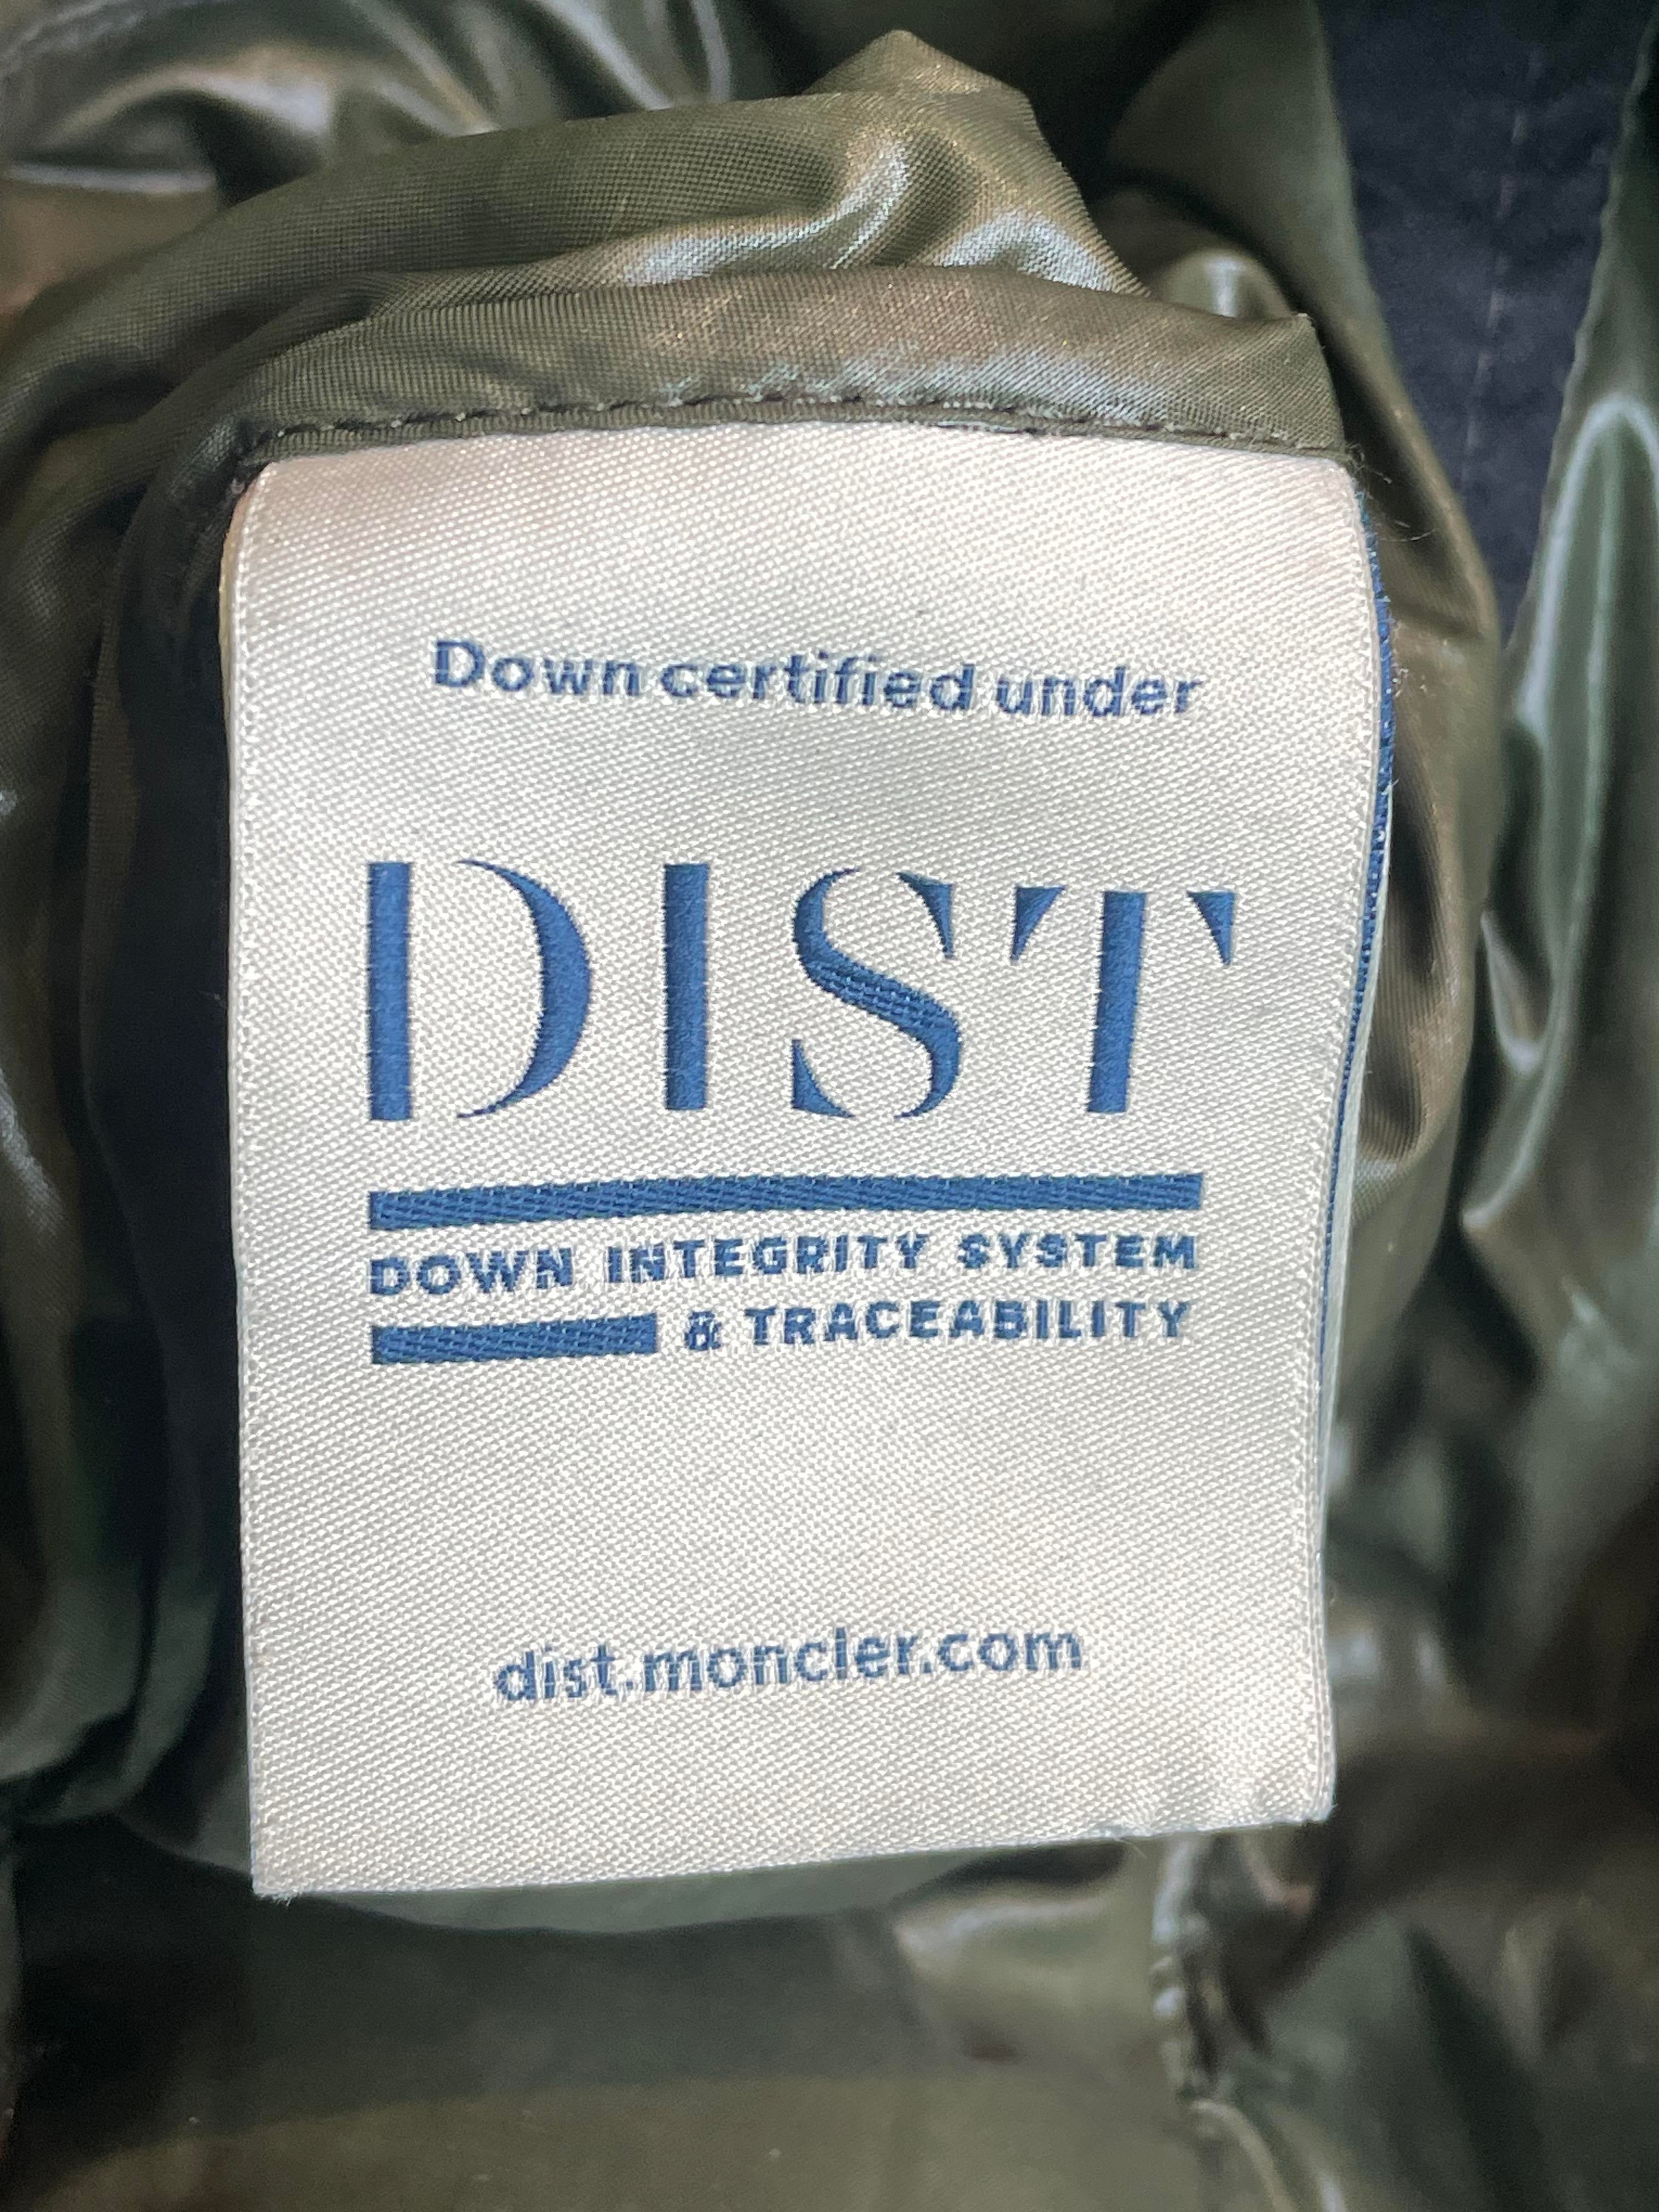 Down certified under
DIST
DOWN INTEGRITY SYSTEM
& TRACEABILITY
dist.moncler.com